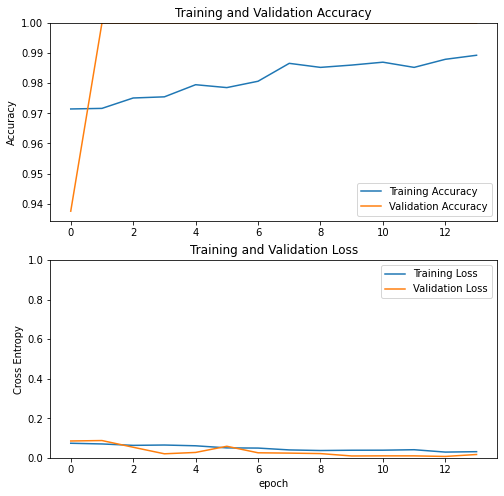 Training and Validation Accuracy
1.00
0.99
0.98
0.97
0.96
0.95
0.94
Accuracy
Training Accuracy
Validation Accuracy
0 2 4 6 8 10 12
Training and Validation Loss
1.0
0.8
0.6
0.4
0.2
0.0
Cross Entropy
Training Loss
Validation Loss
0 2 4 6 8 10 12
epoch